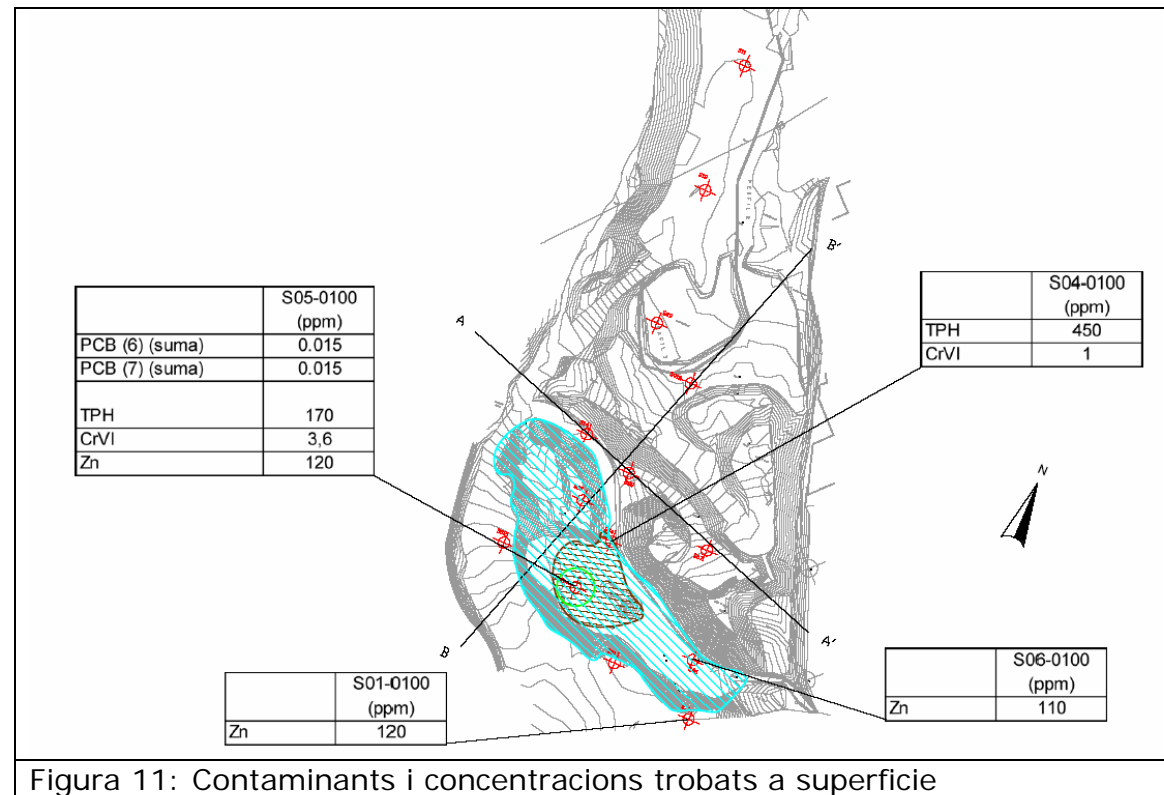 B'
A
S05-0100
(ppm)
PCB (6) (suma) 0.015
PCB (7) (suma) 0.015
TPH 170
CrVI 3,6
Zn 120
S04-0100
(ppm)
TPH 450
CrVI 1
N
B
A'
S01-0100
(ppm)
Zn 120
S06-0100
(ppm)
Zn 110
Figura 11: Contaminants i concentracions trobats a superficie